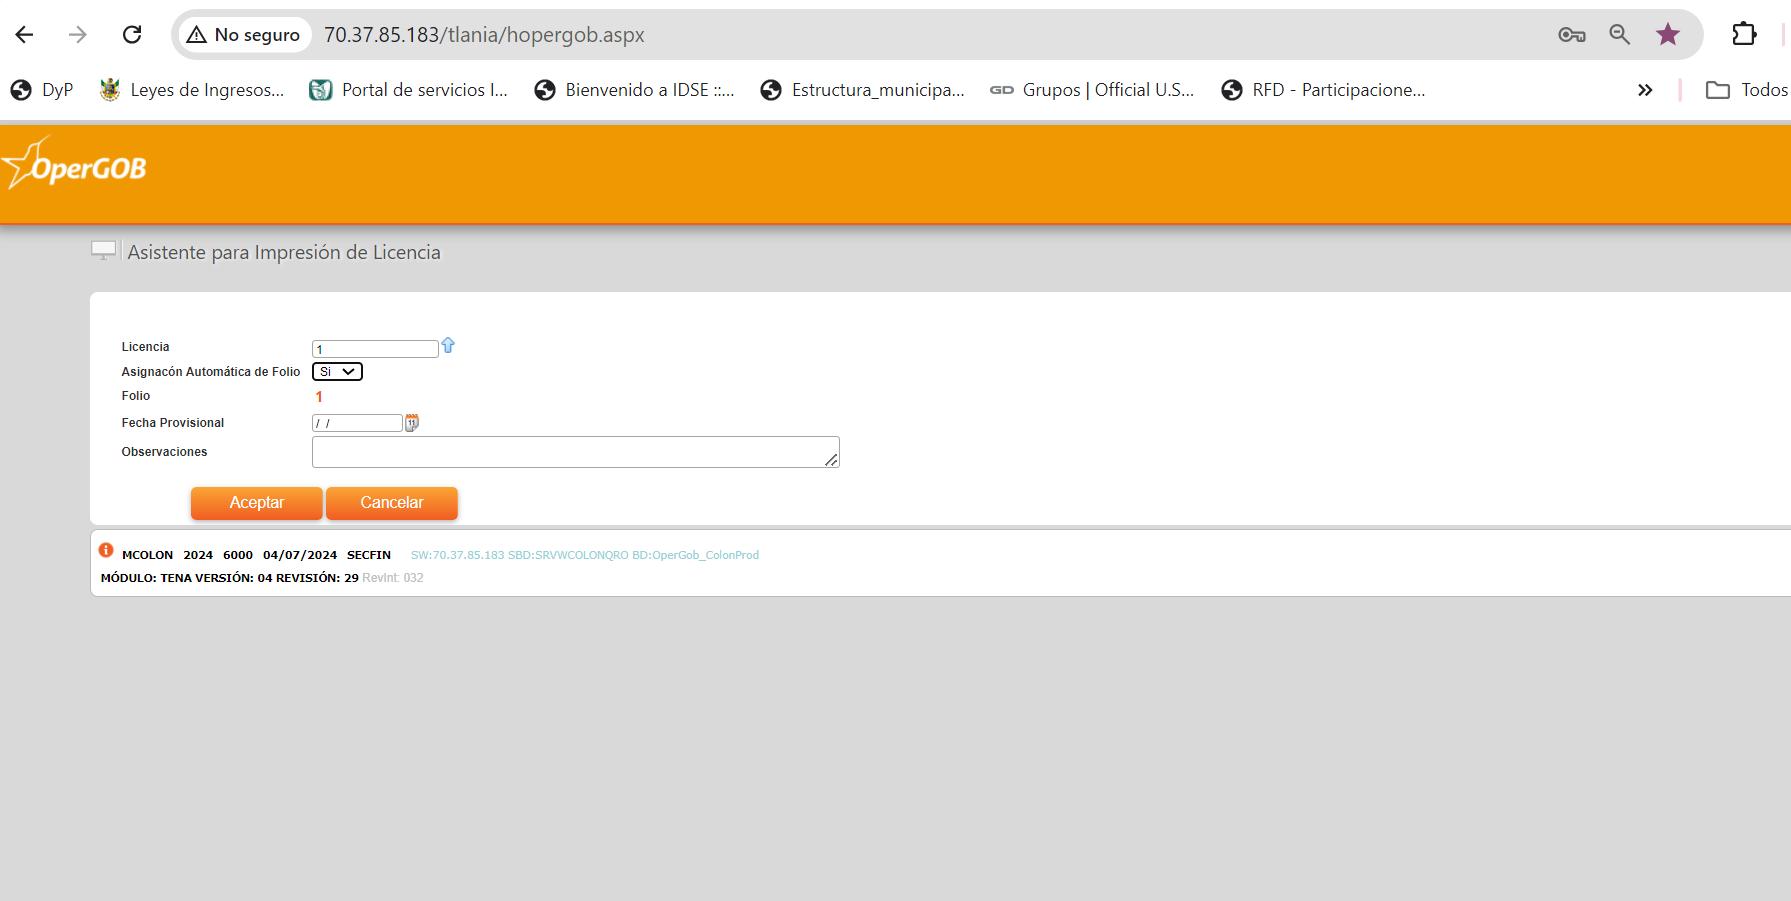 No seguro 70.37.85.183/tlania/hopergob.aspx
DyP Leyes de Ingresos... Portal de servicios I... Bienvenido a IDSE ::... Estructura_municipa... GD Grupos | Official U.S... RFD - Participacione... » Todos
OperGOB
Asistente para Impresión de Licencia
Licencia 1
Asignacón Automática de Folio Si
Folio 1
Fecha Provisional / / 11
Observaciones
Aceptar Cancelar
MCOLON 2024 6000 04/07/2024 SECFIN SW:70.37.85.183 SBD:SRVWCOLONQRO BD:OperGob_ColonProd
MÓDULO: TENA VERSIÓN: 04 REVISIÓN: 29 RevInt: 032